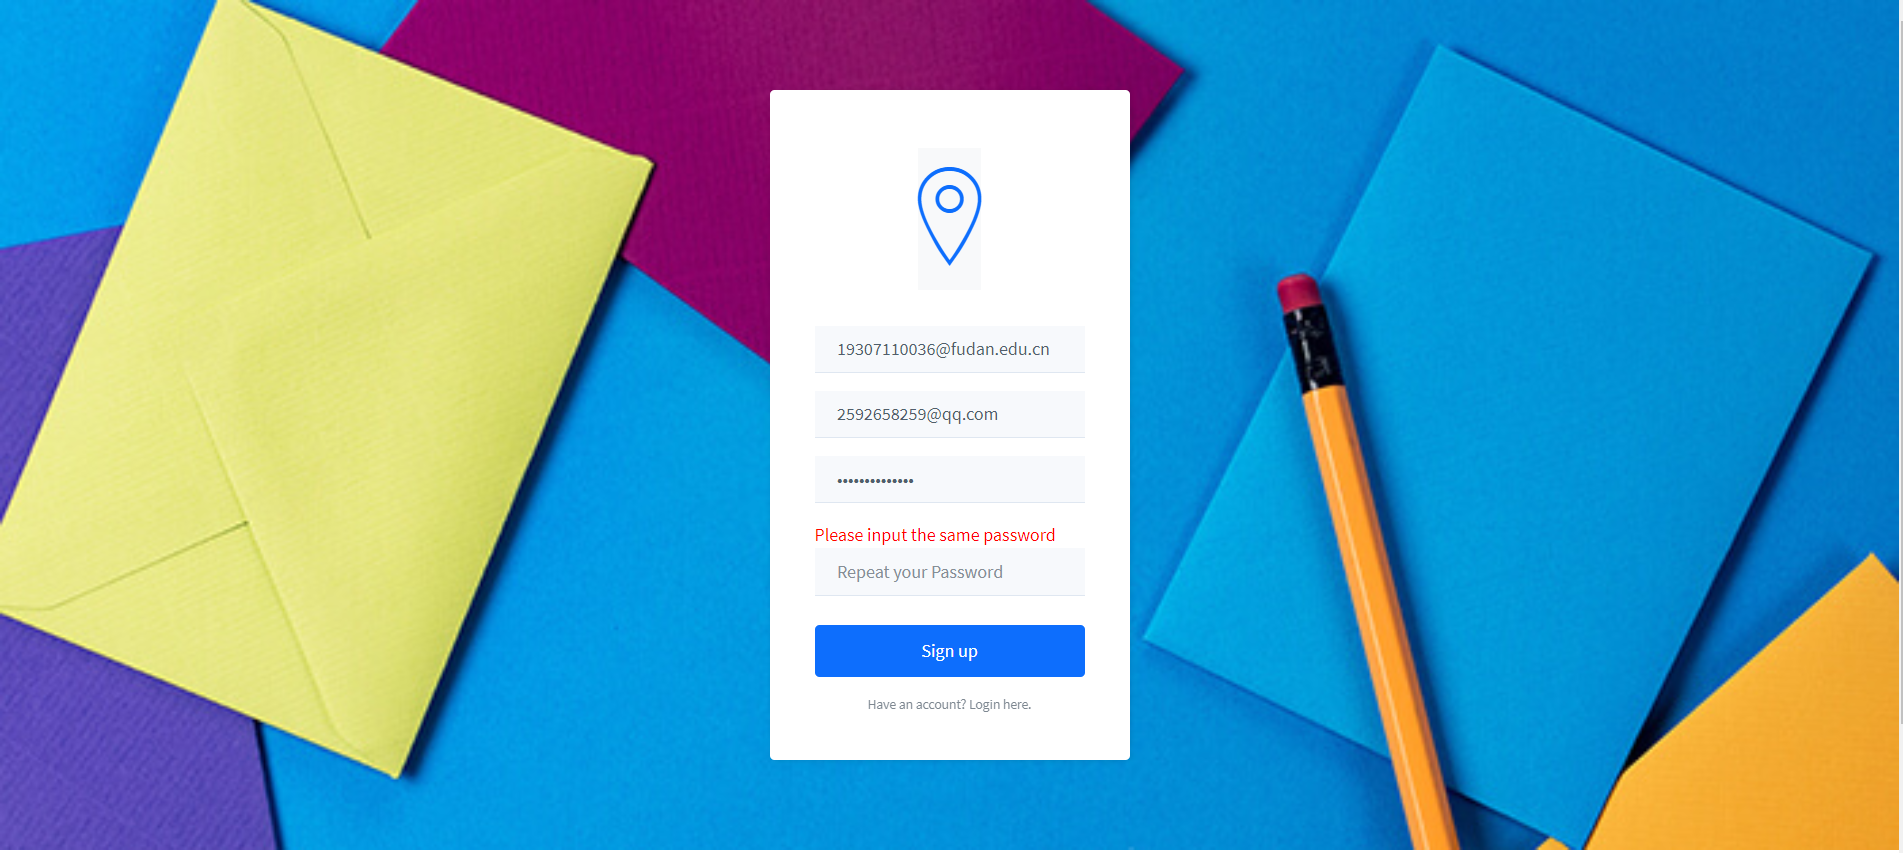 19307110036@fudan.edu.cn
2592658259@qq.com
••••••••••••••
Please input the same password
Repeat your Password
Sign up
Have an account? Login here.